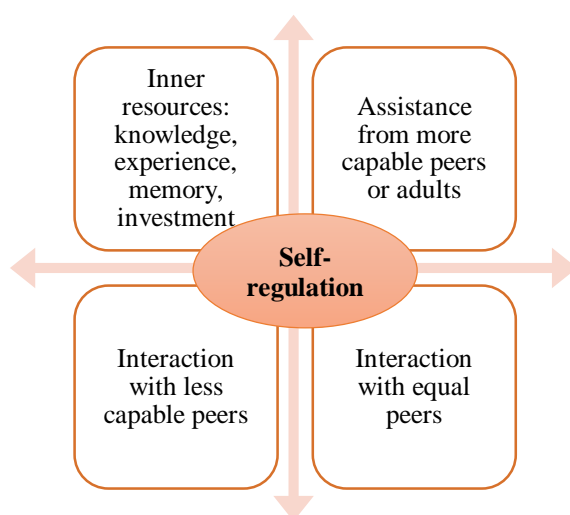 Inner
resources:
knowledge,
experience,
memory,
investment
Assistance
from more
capable peers
or adults
Self-
regulation
Interaction
with less
capable peers
Interaction
with equal
peers